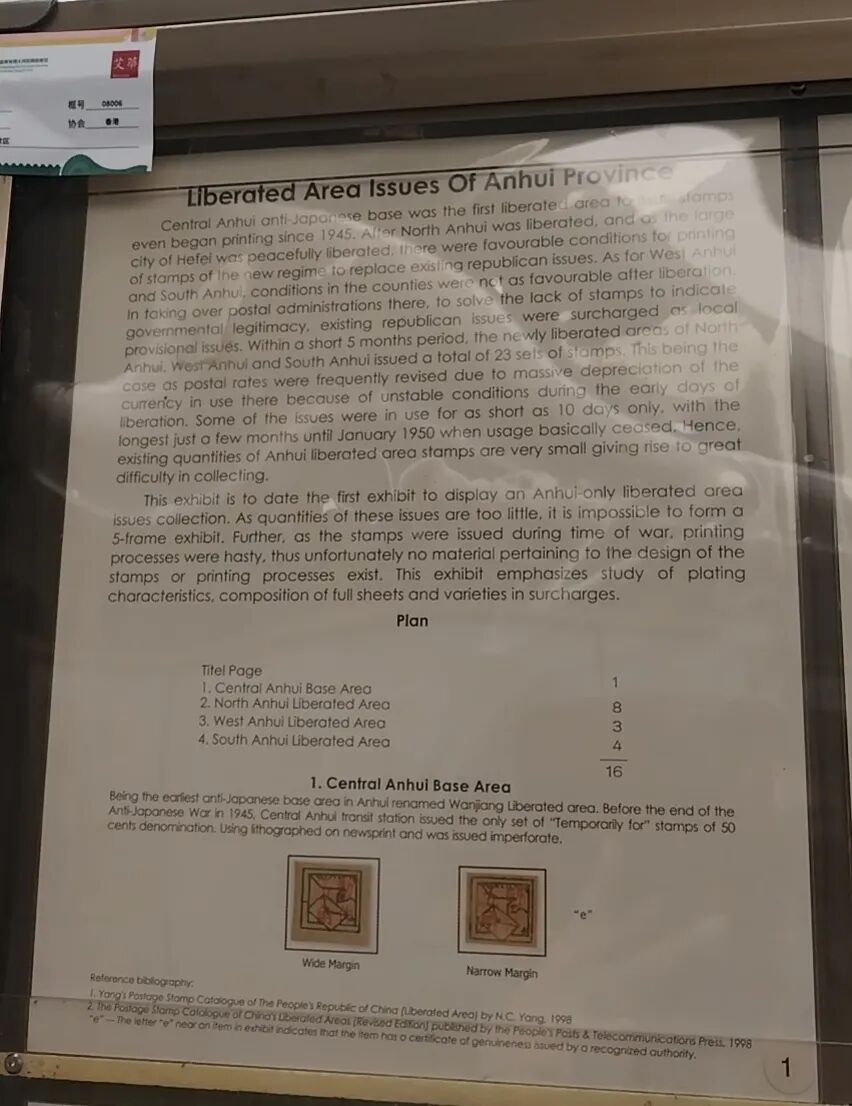 艾華
框号 08006
协会 香港
Liberated Area Issues Of Anhui Province
Central Anhui anti-Japanese base was the first liberated area to stamps
even began printing since 1945. After North Anhui was liberated, and as the large
city of Hefei was peacefully liberated, there were favourable conditions for printing
of stamps of the new regime to replace existing republican issues. As for West Anhui
and South Anhui, conditions in the counties were not as favourable after liberation.
In taking over postal administrations there, to solve the lack of stamps to indicate
governmental legitimacy, existing republican issues were surcharged as local
provisional issues. Within a short 5 months period, the newly liberated areas of North
Anhui, West Anhui and South Anhui issued a total of 23 sets of stamps. This being the
case as postal rates were frequently revised due to massive depreciation of the
currency in use there because of unstable conditions during the early days of
liberation. Some of the issues were in use for as short as 10 days only, with the
longest just a few months until January 1950 when usage basically ceased. Hence,
existing quantities of Anhui liberated area stamps are very small giving rise to great
difficulty in collecting.
This exhibit is to date the first exhibit to display an Anhui-only liberated area
issues collection. As quantities of these issues are too little, it is impossible to form a
5-frame exhibit. Further, as the stamps were issued during time of war, printing
processes were hasty, thus unfortunately no material pertaining to the design of the
stamps or printing processes exist. This exhibit emphasizes study of plating
characteristics, composition of full sheets and varieties in surcharges.
Plan
Titel Page
1. Central Anhui Base Area 1
2. North Anhui Liberated Area 8
3. West Anhui Liberated Area 3
4. South Anhui Liberated Area 4
16
1. Central Anhui Base Area
Being the earliest anti-Japanese base area in Anhui renamed Wanjiang Liberated area. Before the end of the
Anti-Japanese War in 1945, Central Anhui transit station issued the only set of "Temporarily for" stamps of 50
cents denomination. Using lithographed on newsprint and was issued imperforate.
"e"
Wide Margin Narrow Margin
Reference bibliography:
1. Yang's Postage Stamp Catalogue of The People's Republic of China (Liberated Area) by N.C. Yang, 1998
2. The Postage Stamp Catalogue of China's Liberated Areas (Revised Edition) published by the People's Posts & Telecommunications Press, 1998
"e" — The letter "e" near an item in exhibit indicates that the item has a certificate of genuineness issued by a recognized authority.
1